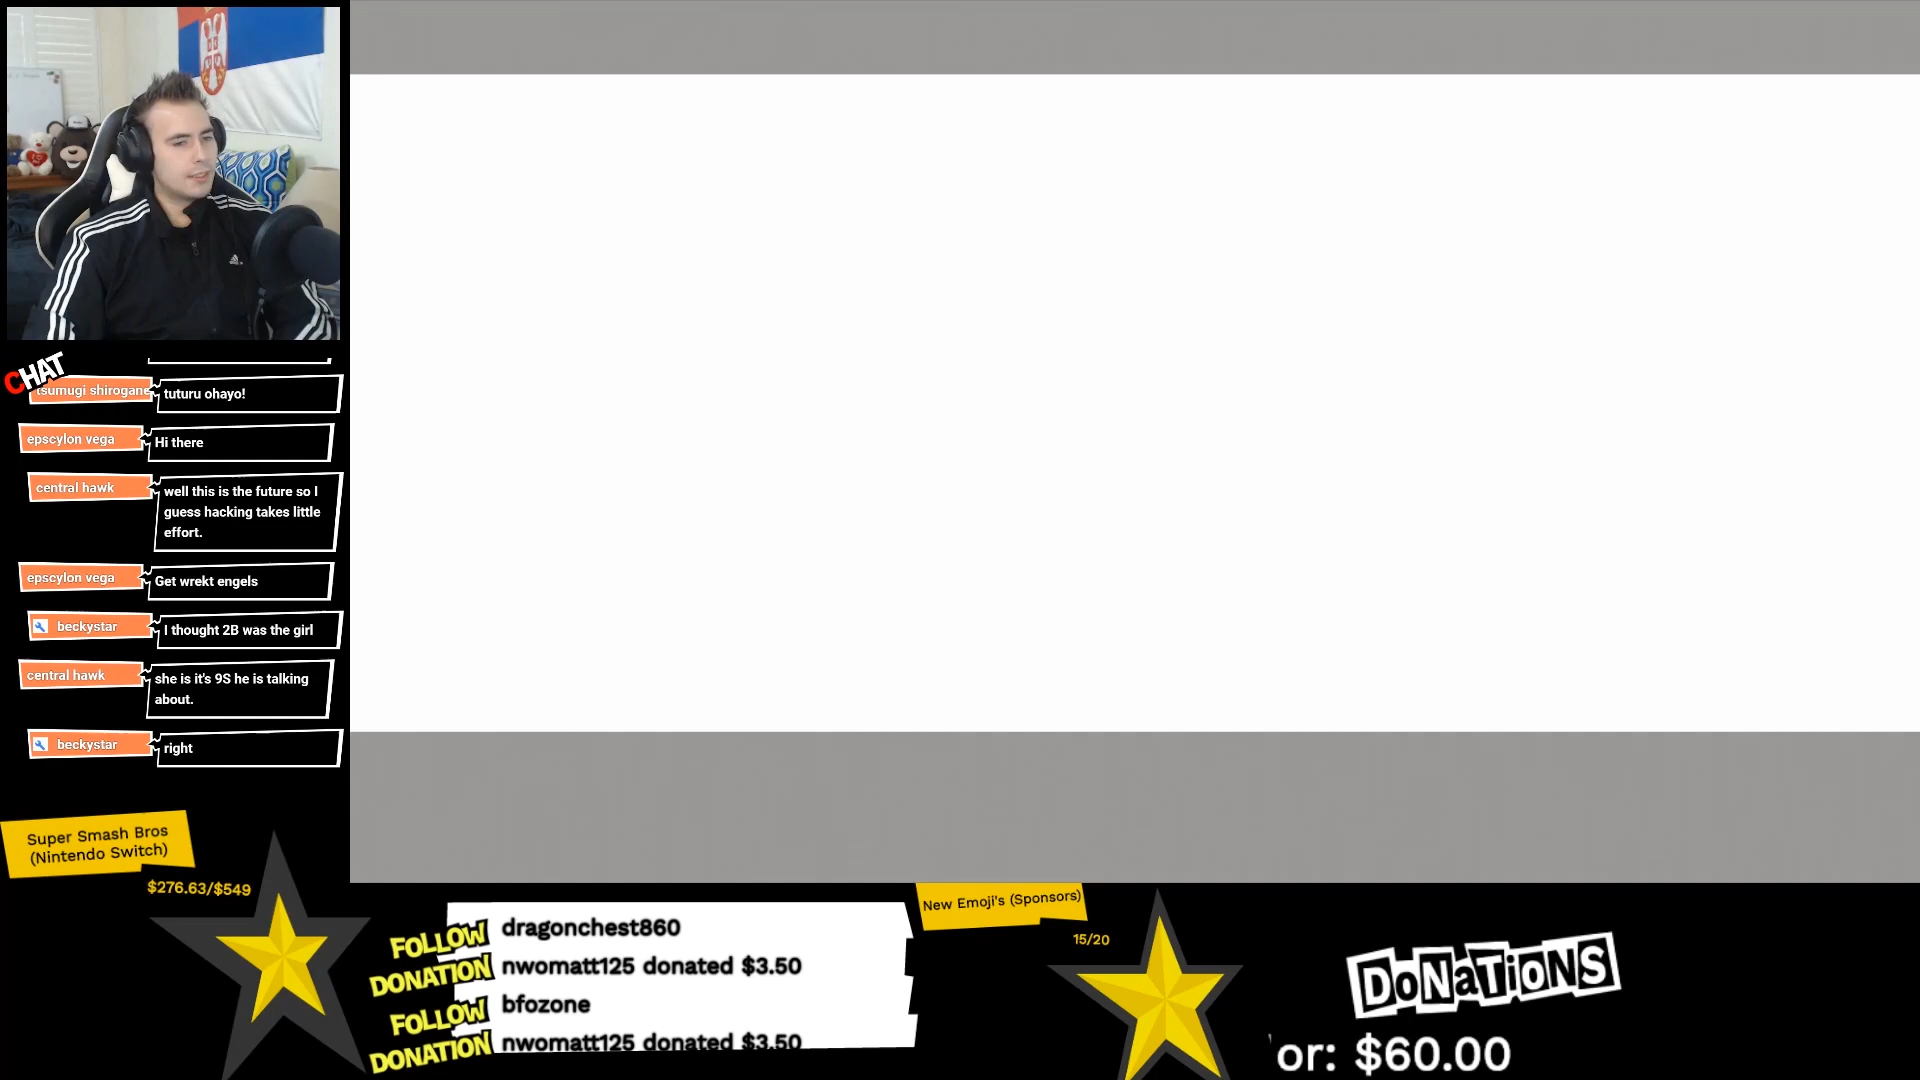 CHAT
tsumugi shirogane
tuturu ohayo!
epscylon vega
Hi there
central hawk
well this is the future so I
guess hacking takes little
effort.
epscylon vega
Get wrekt engels
beckystar
I thought 2B was the girl
central hawk
she is it's 9S he is talking
about.
beckystar
right
Super Smash Bros
(Nintendo Switch)
$276.63/$549
FOLLOW
dragonchest860
DONATION
nwomatt125 donated $3.50
FOLLOW
bfozone
DONATION
nwomatt125 donated $3.50
New Emoji's (Sponsors)
15/20
DoNaTiONS
or: $60.00